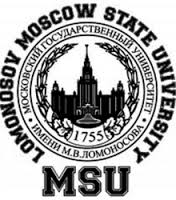 LOMONOSOV MOSCOW STATE UNIVERSITY
МОСКОВСКИЙ ГОСУДАРСТВЕННЫЙ УНИВЕРСИТЕТ
ИМЕНИ М.В.ЛОМОНОСОВА
1755
MSU